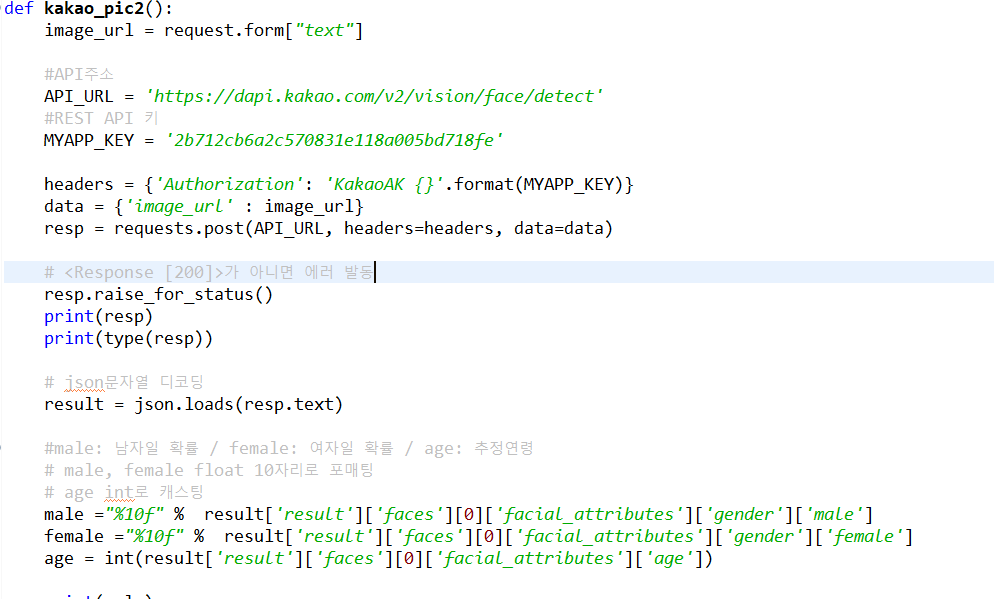 def kakao_pic2():
image_url = request.form["text"]
#API주소
API_URL = 'https://dapi.kakao.com/v2/vision/face/detect'
#REST API 키
MYAPP_KEY = '2b712cb6a2c570831e118a005bd718fe'
headers = {'Authorization': 'KakaoAK {}'.format(MYAPP_KEY)}
data = {'image_url' : image_url}
resp = requests.post(API_URL, headers=headers, data=data)
# <Response [200]>가 아니면 에러 발동
resp.raise_for_status()
print(resp)
print(type(resp))
# json문자열 디코딩
result = json.loads(resp.text)
#male: 남자일 확률 / female: 여자일 확률 / age: 추정연령
# male, female float 10자리로 포매팅
# age int로 캐스팅
male ="%10f" %  result['result']['faces'][0]['facial_attributes']['gender']['male']
female ="%10f" %  result['result']['faces'][0]['facial_attributes']['gender']['female']
age = int(result['result']['faces'][0]['facial_attributes']['age'])